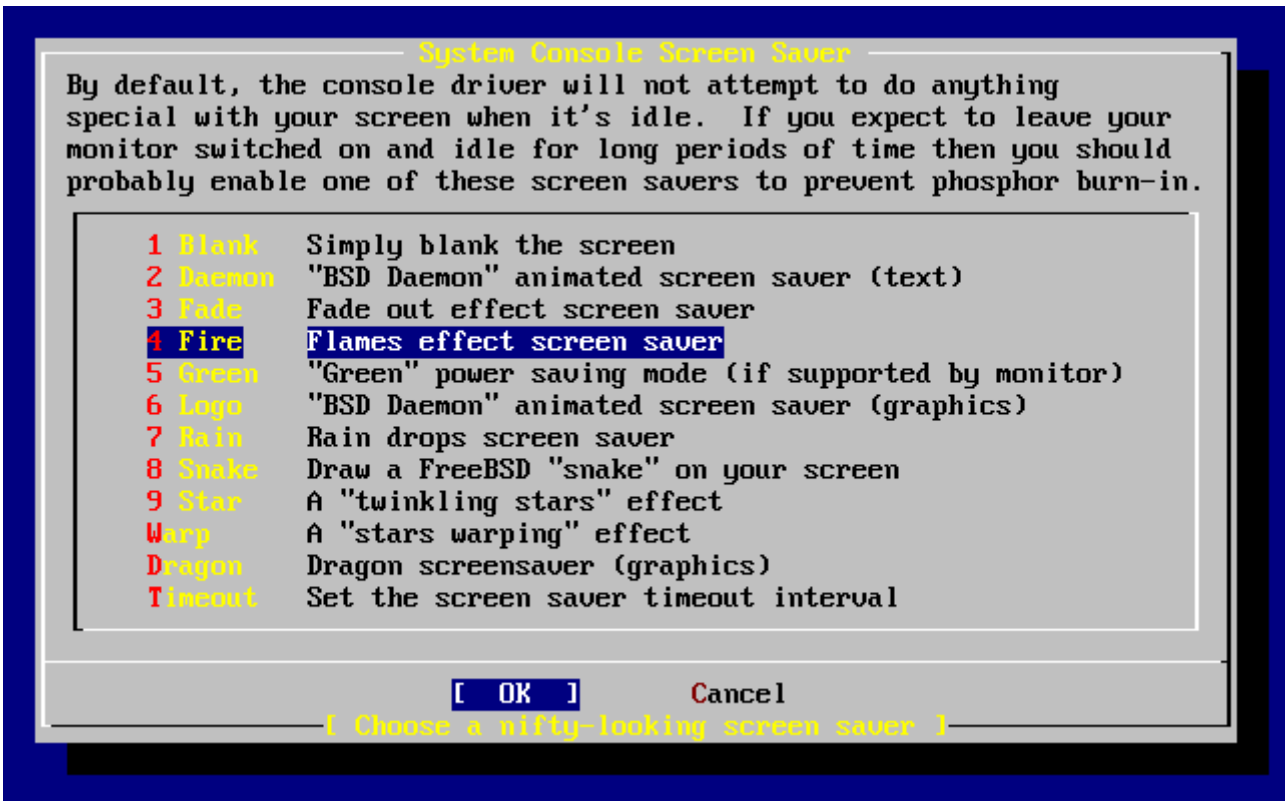 System Console Screen Saver
By default, the console driver will not attempt to do anything
special with your screen when it's idle.  If you expect to leave your
monitor switched on and idle for long periods of time then you should
probably enable one of these screen savers to prevent phosphor burn-in.
1 Blank   Simply blank the screen
2 Daemon  "BSD Daemon" animated screen saver (text)
3 Fade    Fade out effect screen saver
4 Fire    Flames effect screen saver
5 Green   "Green" power saving mode (if supported by monitor)
6 Logo    "BSD Daemon" animated screen saver (graphics)
7 Rain    Rain drops screen saver
8 Snake   Draw a FreeBSD "snake" on your screen
9 Star    A "twinkling stars" effect
Warp      A "stars warping" effect
Dragon    Dragon screensaver (graphics)
Timeout   Set the screen saver timeout interval
[  OK  ]       Cancel
[ Choose a nifty-looking screen saver ]